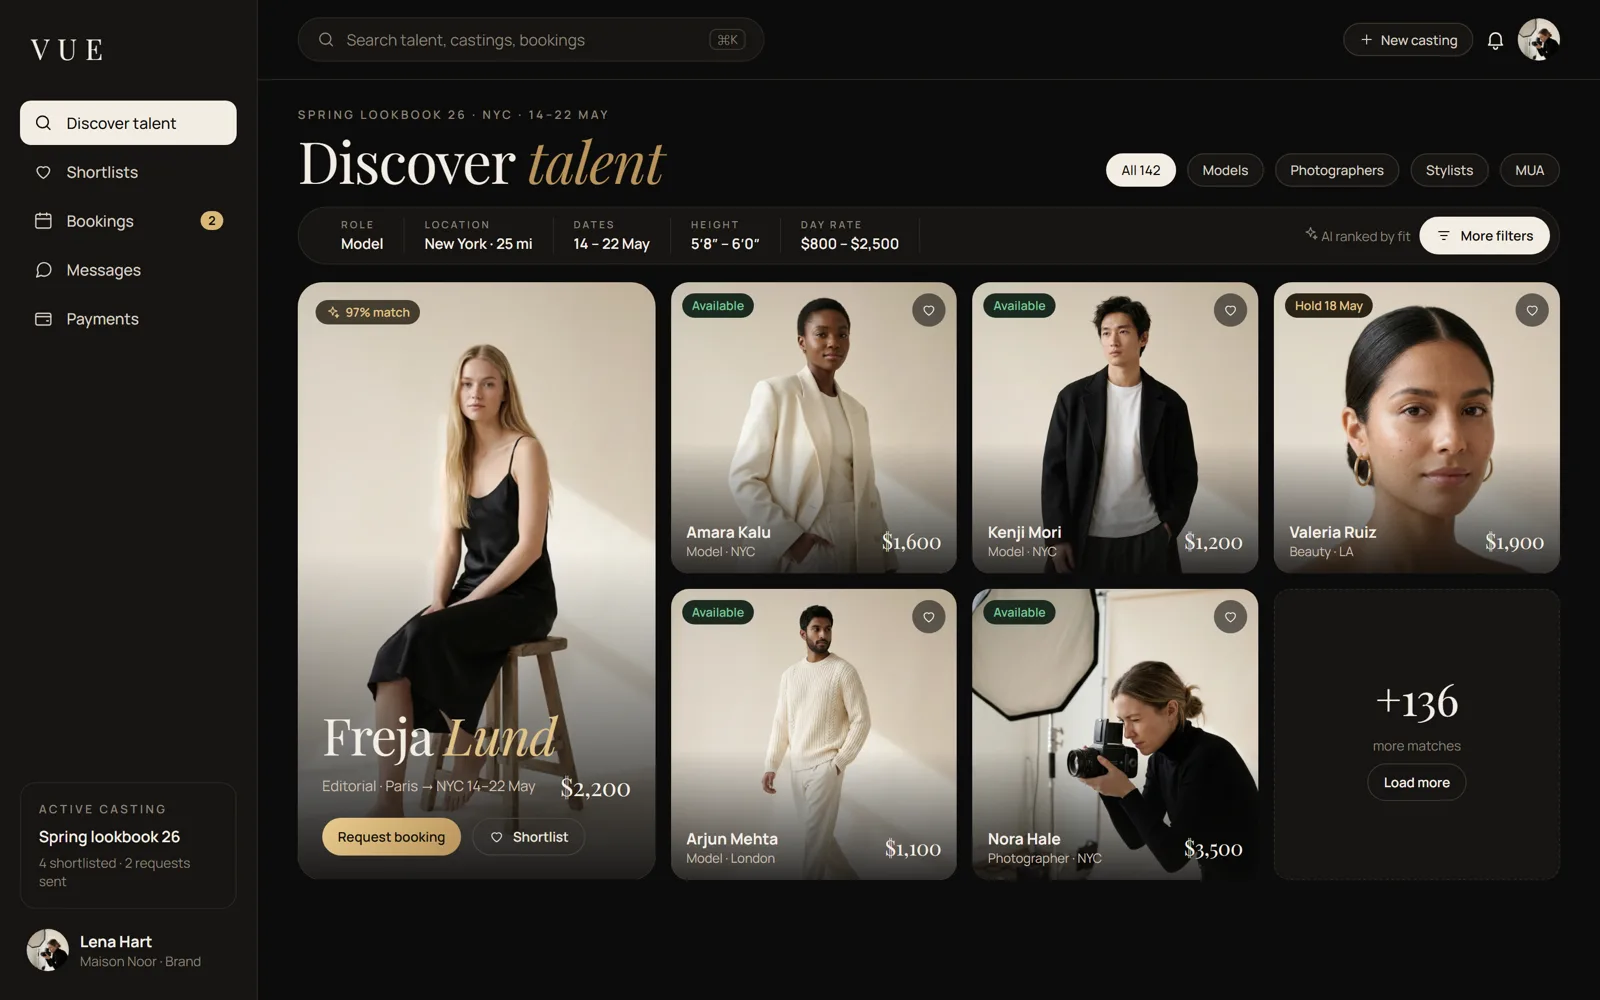 VUE
Discover talent
Shortlists
Bookings
2
Messages
Payments
ACTIVE CASTING
Spring lookbook 26
4 shortlisted · 2 requests
sent
Lena Hart
Maison Noor · Brand
Search talent, castings, bookings
⌘K
+ New casting
SPRING LOOKBOOK 26 · NYC · 14–22 MAY
Discover talent
All 142
Models
Photographers
Stylists
MUA
ROLE
Model
LOCATION
New York · 25 mi
DATES
14 – 22 May
HEIGHT
5′8″ – 6′0″
DAY RATE
$800 – $2,500
AI ranked by fit
More filters
97% match
Freja Lund
Editorial · Paris → NYC 14–22 May
$2,200
Request booking
Shortlist
Available
Amara Kalu
Model · NYC
$1,600
Available
Kenji Mori
Model · NYC
$1,200
Hold 18 May
Valeria Ruiz
Beauty · LA
$1,900
Available
Arjun Mehta
Model · London
$1,100
Available
Nora Hale
Photographer · NYC
$3,500
+136
more matches
Load more